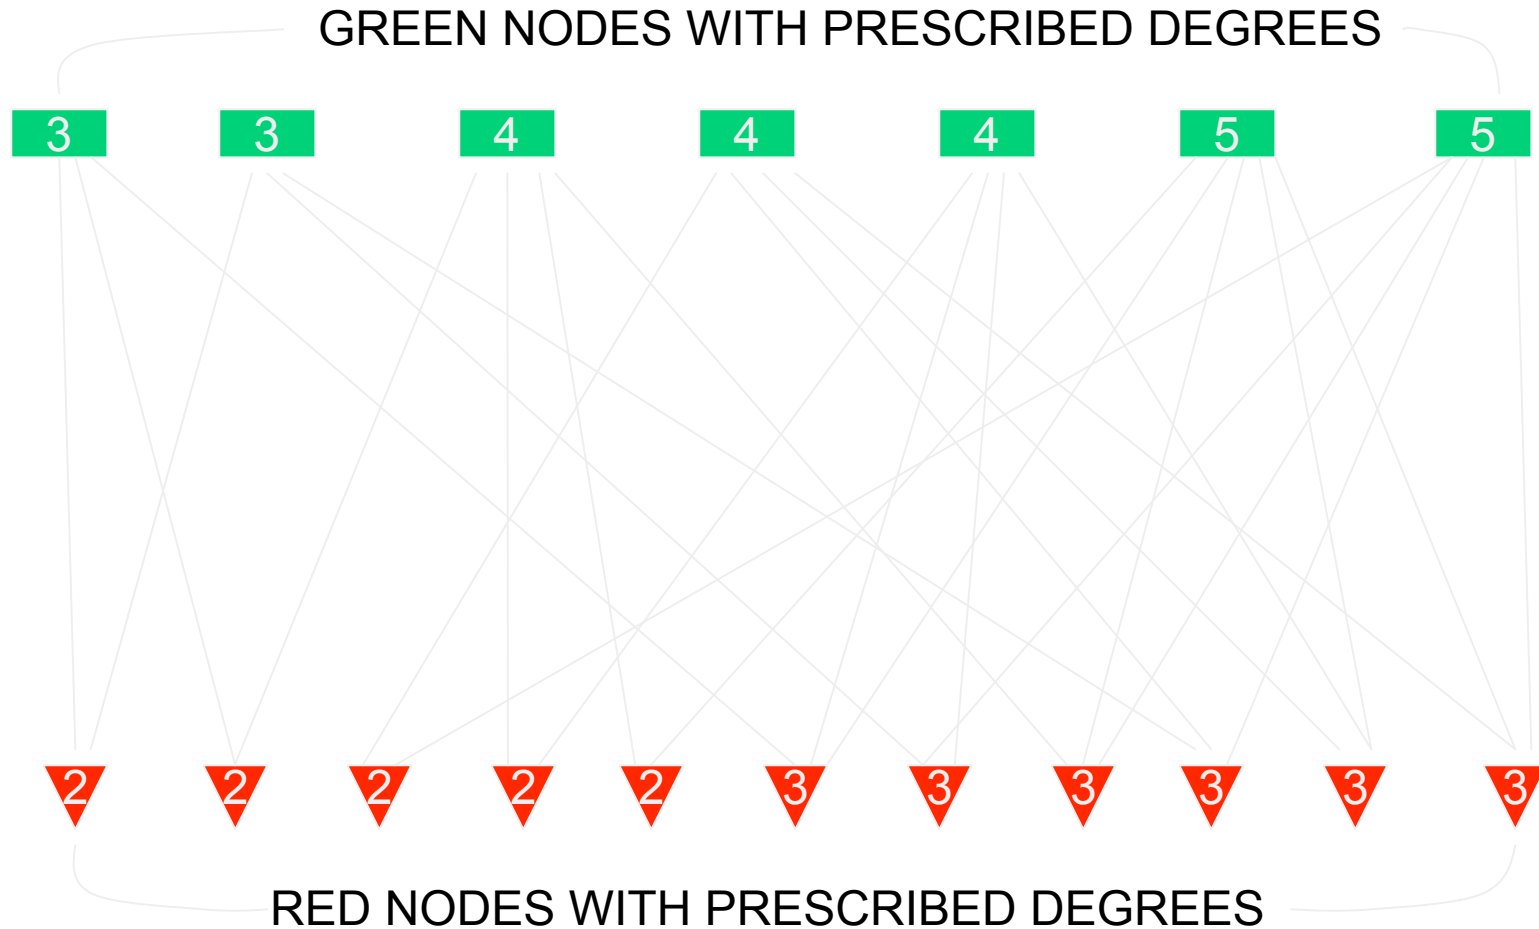 GREEN NODES WITH PRESCRIBED DEGREES
3 3 4 4 4 5 5
2 2 2 2 2 3 3 3 3 3 3
RED NODES WITH PRESCRIBED DEGREES